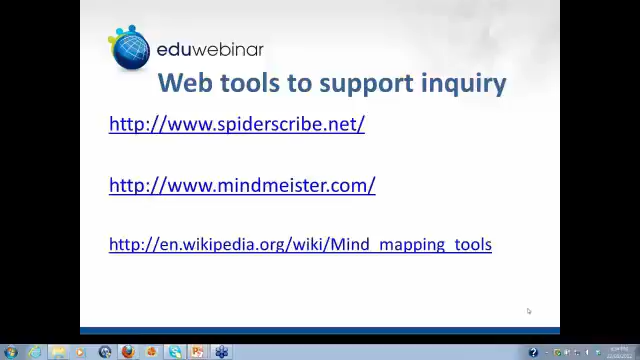 eduwebinar
Web tools to support inquiry
http://www.spiderscribe.net/
http://www.mindmeister.com/
http://en.wikipedia.org/wiki/Mind_mapping_tools